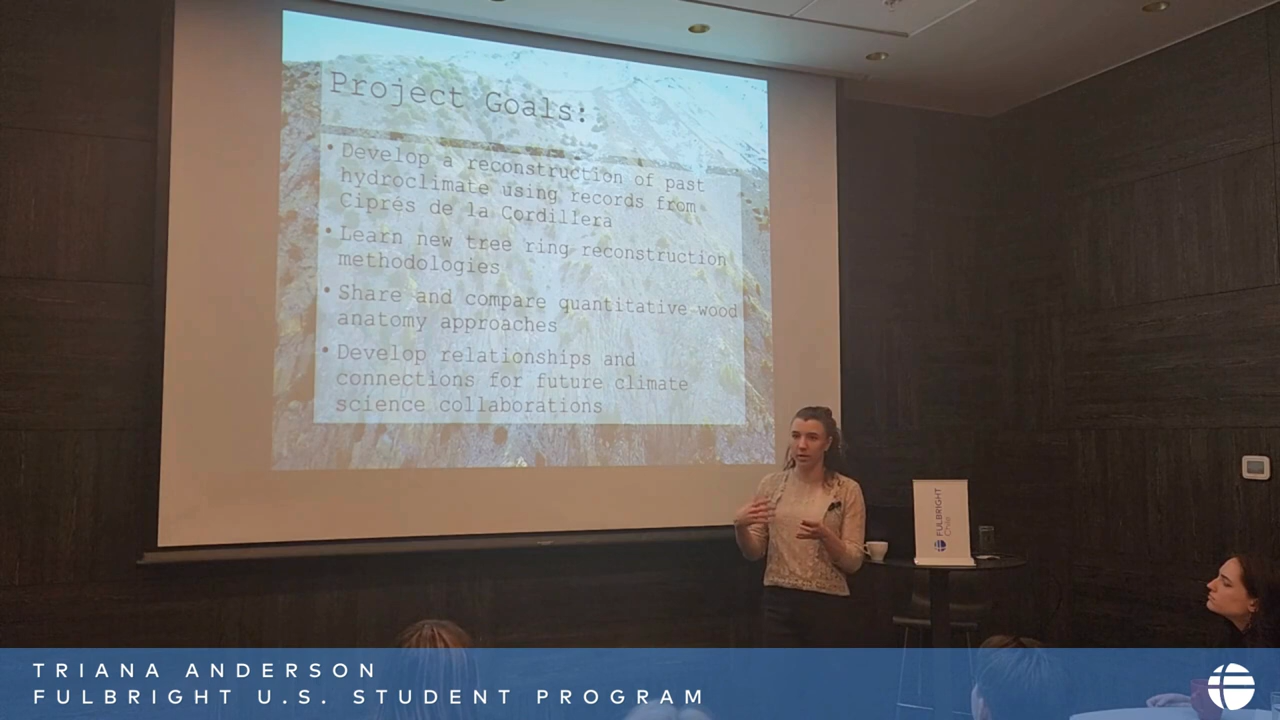 Project Goals:
• Develop a reconstruction of past
hydroclimate using records from
Ciprés de la Cordillera
• Learn new tree ring reconstruction
methodologies
• Share and compare quantitative wood
anatomy approaches
• Develop relationships and
connections for future climate
science collaborations
FULBRIGHT
Chile
TRIANA ANDERSON
FULBRIGHT U.S. STUDENT PROGRAM